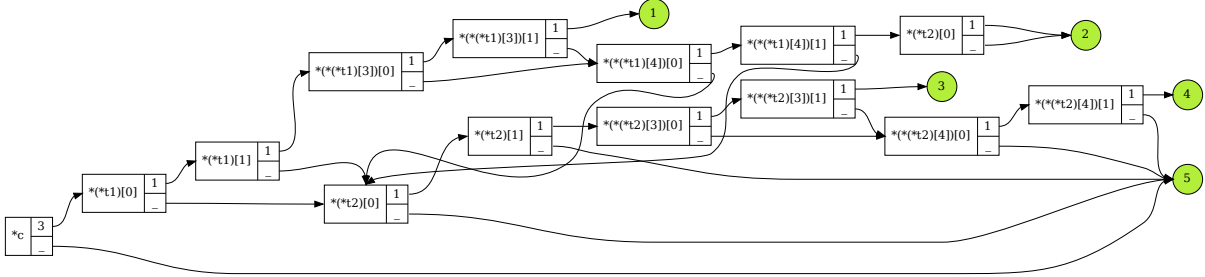 *c
3
_
*(*t1)[0]
1
_
*(*t1)[1]
1
_
*(*(*t1)[3])[0]
1
_
*(*(*t1)[3])[1]
1
_
1
*(*(*t1)[4])[0]
1
_
*(*(*t1)[4])[1]
1
_
*(*t2)[0]
1
_
2
*(*t2)[0]
1
_
*(*t2)[1]
1
_
*(*(*t2)[3])[0]
1
_
*(*(*t2)[3])[1]
1
_
3
*(*(*t2)[4])[0]
1
_
*(*(*t2)[4])[1]
1
_
4
5